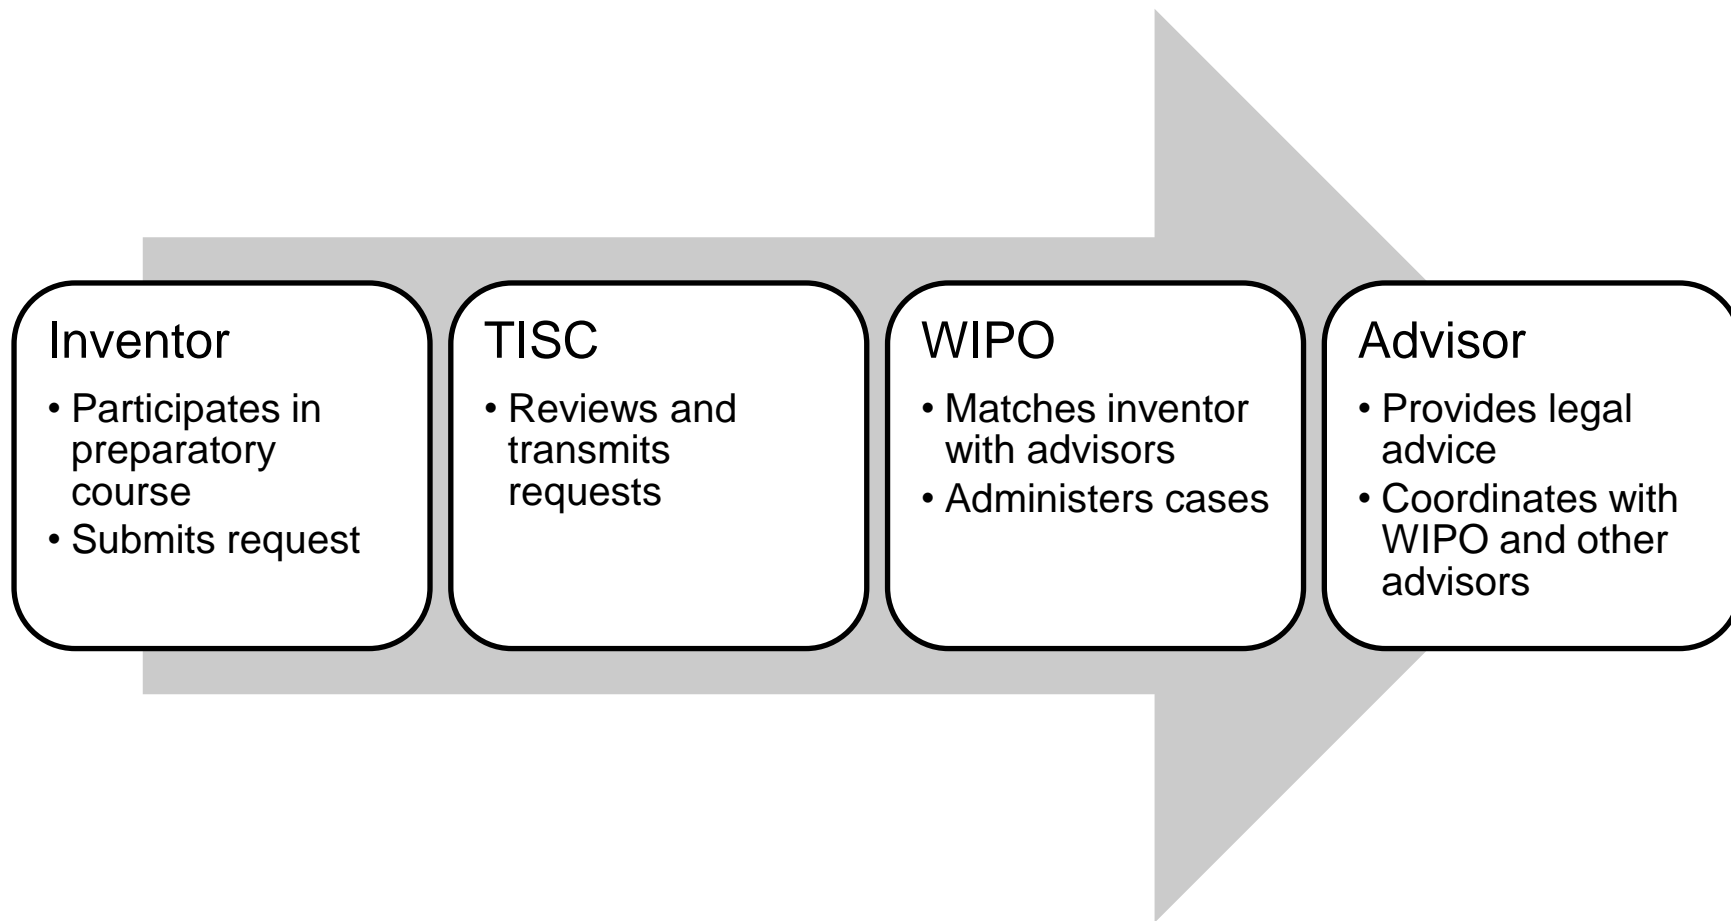 Inventor
• Participates in
preparatory
course
• Submits request
TISC
• Reviews and
transmits
requests
WIPO
• Matches inventor
with advisors
• Administers cases
Advisor
• Provides legal
advice
• Coordinates with
WIPO and other
advisors